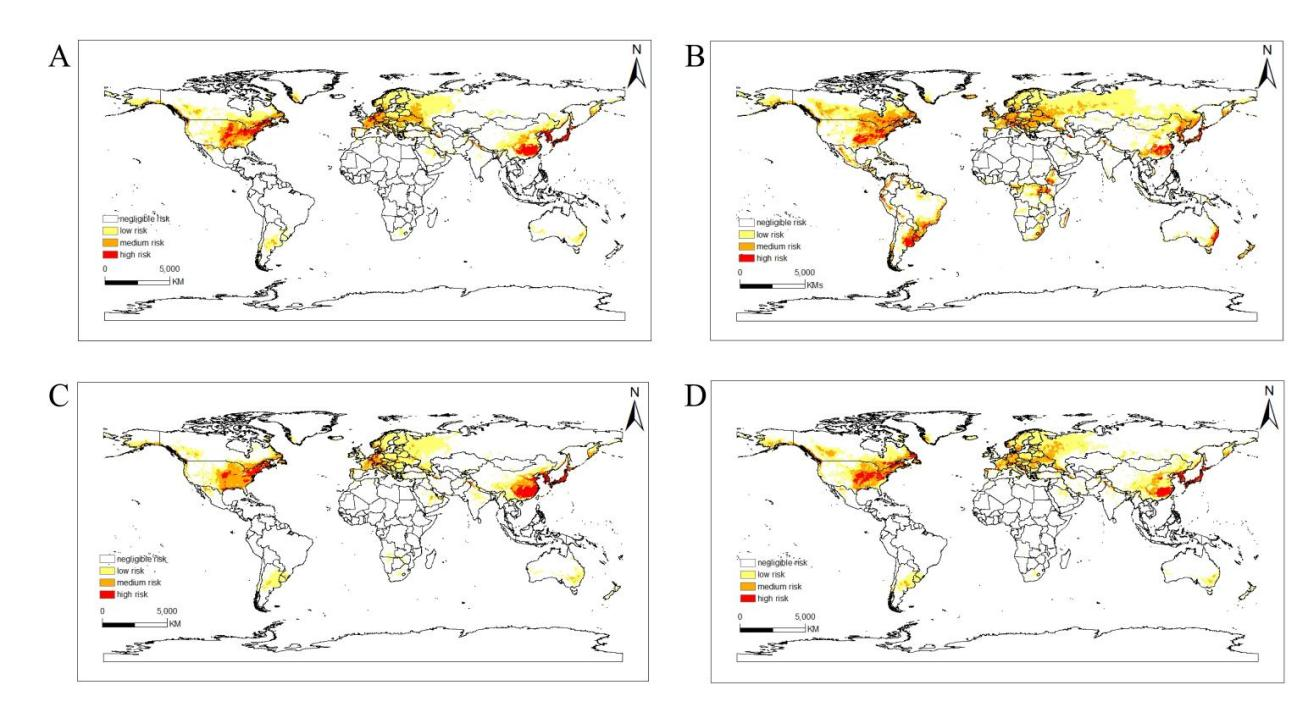 A
N
negligible risk
low risk
medium risk
high risk
0 5,000
KM
B
N
negligible risk
low risk
medium risk
high risk
0 5,000
KMs
C
N
negligible risk
low risk
medium risk
high risk
0 5,000
KM
D
N
negligible risk
low risk
medium risk
high risk
0 5,000
KM